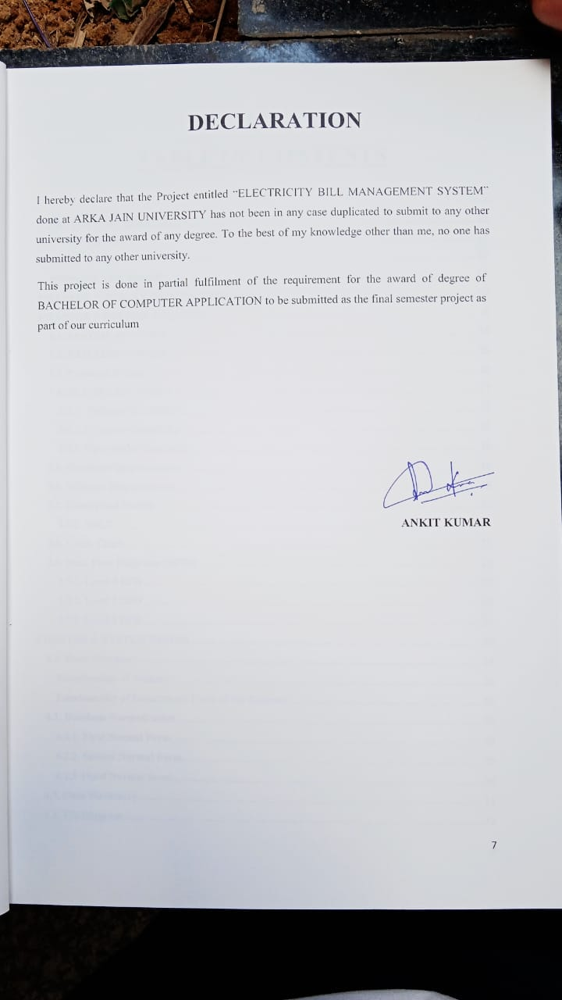 DECLARATION
I hereby declare that the Project entitled “ELECTRICITY BILL MANAGEMENT SYSTEM”
done at ARKA JAIN UNIVERSITY has not been in any case duplicated to submit to any other
university for the award of any degree. To the best of my knowledge other than me, no one has
submitted to any other university.
This project is done in partial fulfilment of the requirement for the award of degree of
BACHELOR OF COMPUTER APPLICATION to be submitted as the final semester project as
part of our curriculum
ANKIT KUMAR
7